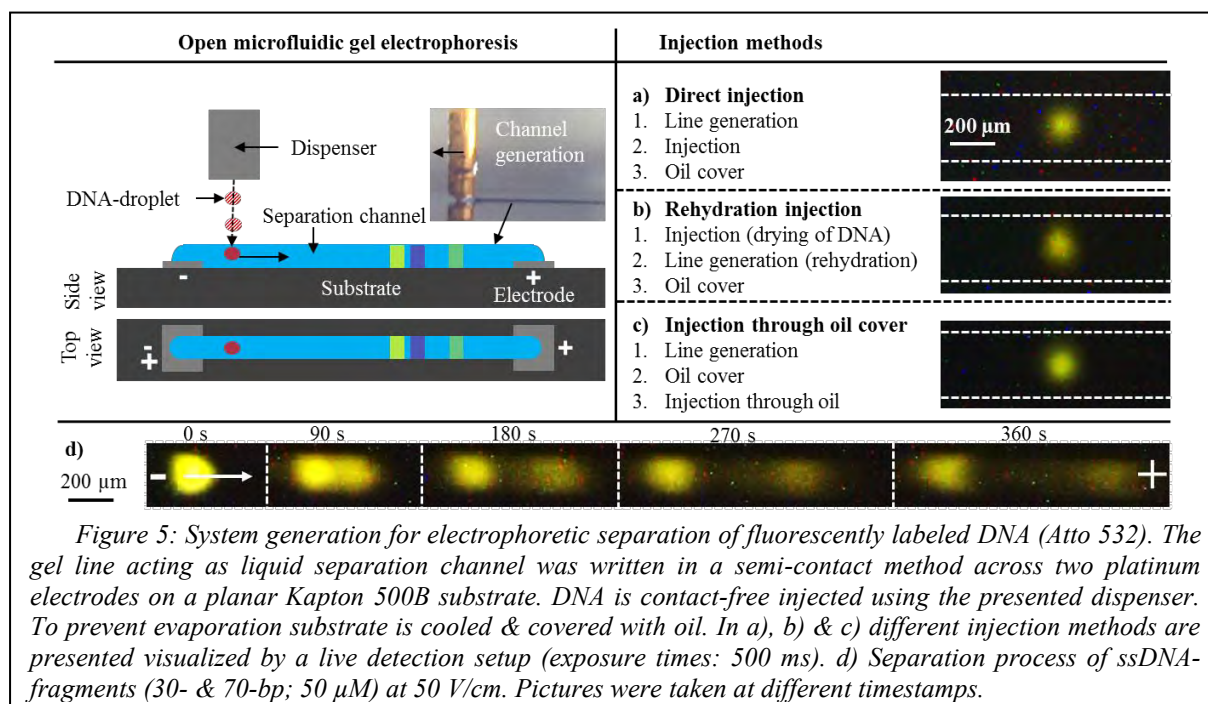 Open microfluidic gel electrophoresis
Injection methods
Dispenser
DNA-droplet
Separation channel
Channel
generation
-
+
Substrate
Electrode
Side
view
Top
view
-
+
+
a) Direct injection
1. Line generation
2. Injection
3. Oil cover
200 µm
b) Rehydration injection
1. Injection (drying of DNA)
2. Line generation (rehydration)
3. Oil cover
c) Injection through oil cover
1. Line generation
2. Oil cover
3. Injection through oil
0 s 90 s 180 s 270 s 360 s
d)
- +
200 µm
Figure 5: System generation for electrophoretic separation of fluorescently labeled DNA (Atto 532). The
gel line acting as liquid separation channel was written in a semi-contact method across two platinum
electrodes on a planar Kapton 500B substrate. DNA is contact-free injected using the presented dispenser.
To prevent evaporation substrate is cooled & covered with oil. In a), b) & c) different injection methods are
presented visualized by a live detection setup (exposure times: 500 ms). d) Separation process of ssDNA-
fragments (30- & 70-bp; 50 µM) at 50 V/cm. Pictures were taken at different timestamps.